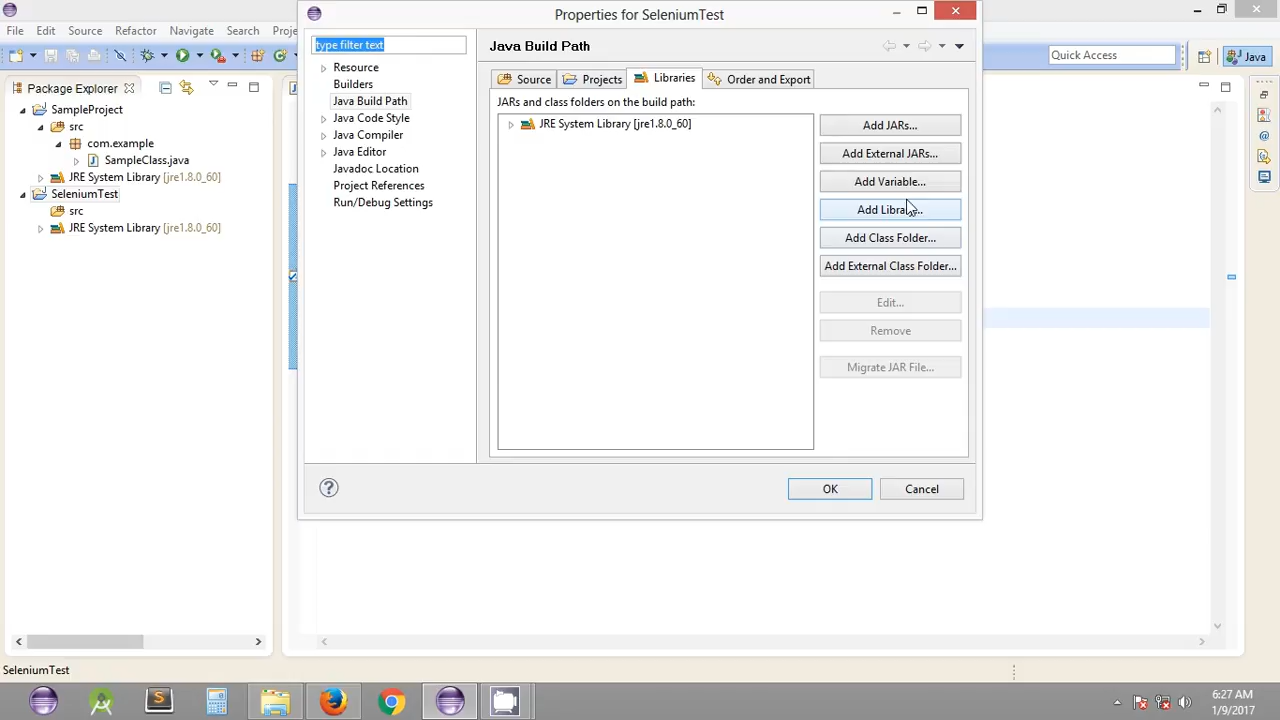 Properties for SeleniumTest
File Edit Source Refactor Navigate Search Proje
Quick Access
Java
Package Explorer
SampleProject
src
com.example
SampleClass.java
JRE System Library [jre1.8.0_60]
SeleniumTest
src
JRE System Library [jre1.8.0_60]
type filter text
Resource
Builders
Java Build Path
Java Code Style
Java Compiler
Java Editor
Javadoc Location
Project References
Run/Debug Settings
Java Build Path
Source Projects Libraries Order and Export
JARs and class folders on the build path:
JRE System Library [jre1.8.0_60]
Add JARs...
Add External JARs...
Add Variable...
Add Library...
Add Class Folder...
Add External Class Folder...
Edit...
Remove
Migrate JAR File...
OK Cancel
SeleniumTest
6:27 AM
1/9/2017